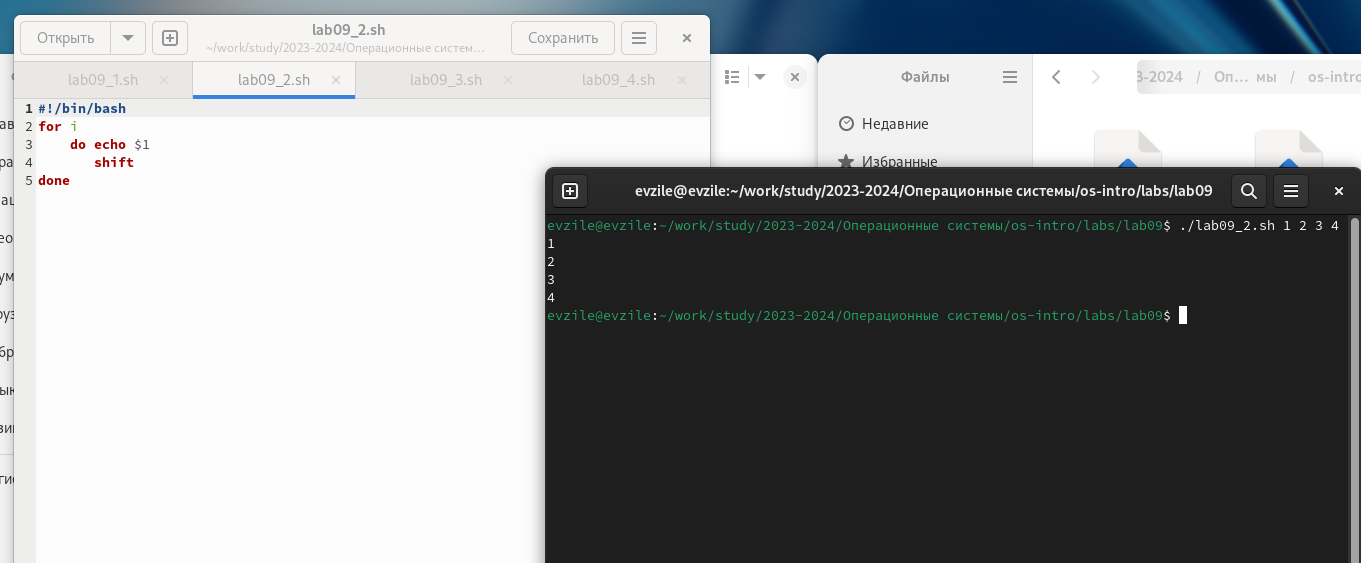 Открыть
lab09_2.sh
~/work/study/2023-2024/Операционные систем…
Сохранить
lab09_1.sh
lab09_2.sh
lab09_3.sh
lab09_4.sh
1 #!/bin/bash
2 for i
3     do echo $1
4        shift
5 done
Файлы
3-2024 / Оп… мы / os-intro
Недавние
Избранные
evzile@evzile:~/work/study/2023-2024/Операционные системы/os-intro/labs/lab09
evzile@evzile:~/work/study/2023-2024/Операционные системы/os-intro/labs/lab09$ ./lab09_2.sh 1 2 3 4
1
2
3
4
evzile@evzile:~/work/study/2023-2024/Операционные системы/os-intro/labs/lab09$